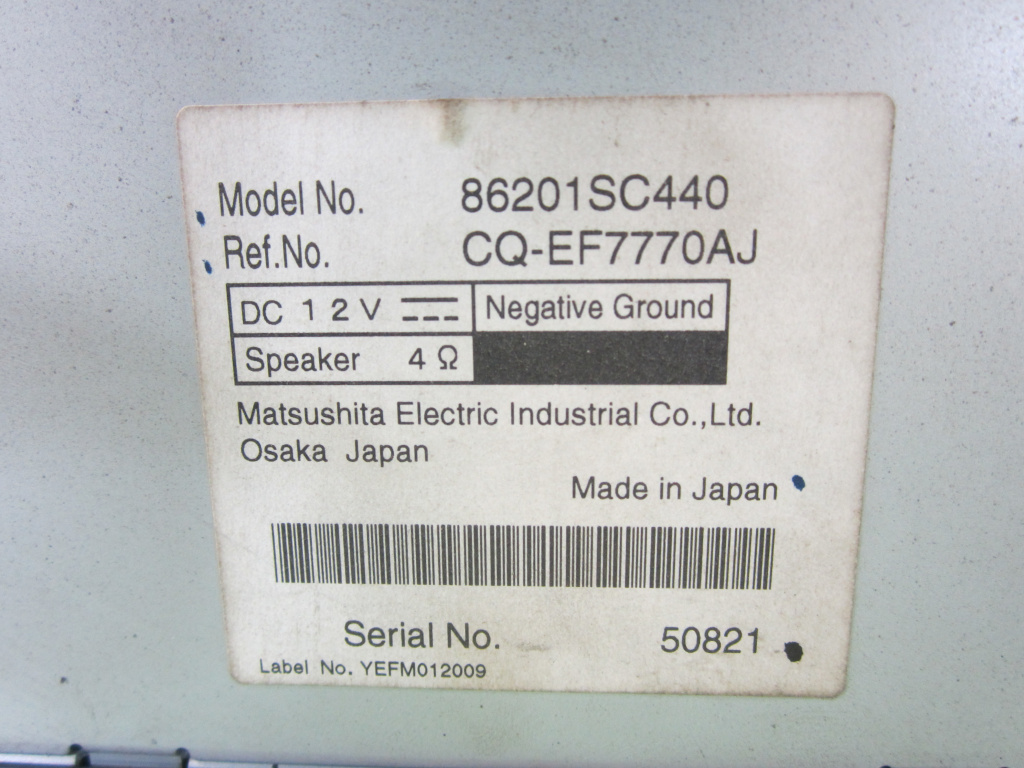 Model No. 86201SC440
Ref.No. CQ-EF7770AJ
DC 12V Negative Ground
Speaker 4Ω
Matsushita Electric Industrial Co.,Ltd.
Osaka Japan
Made in Japan
Serial No. 50821
Label No. YEFM012009